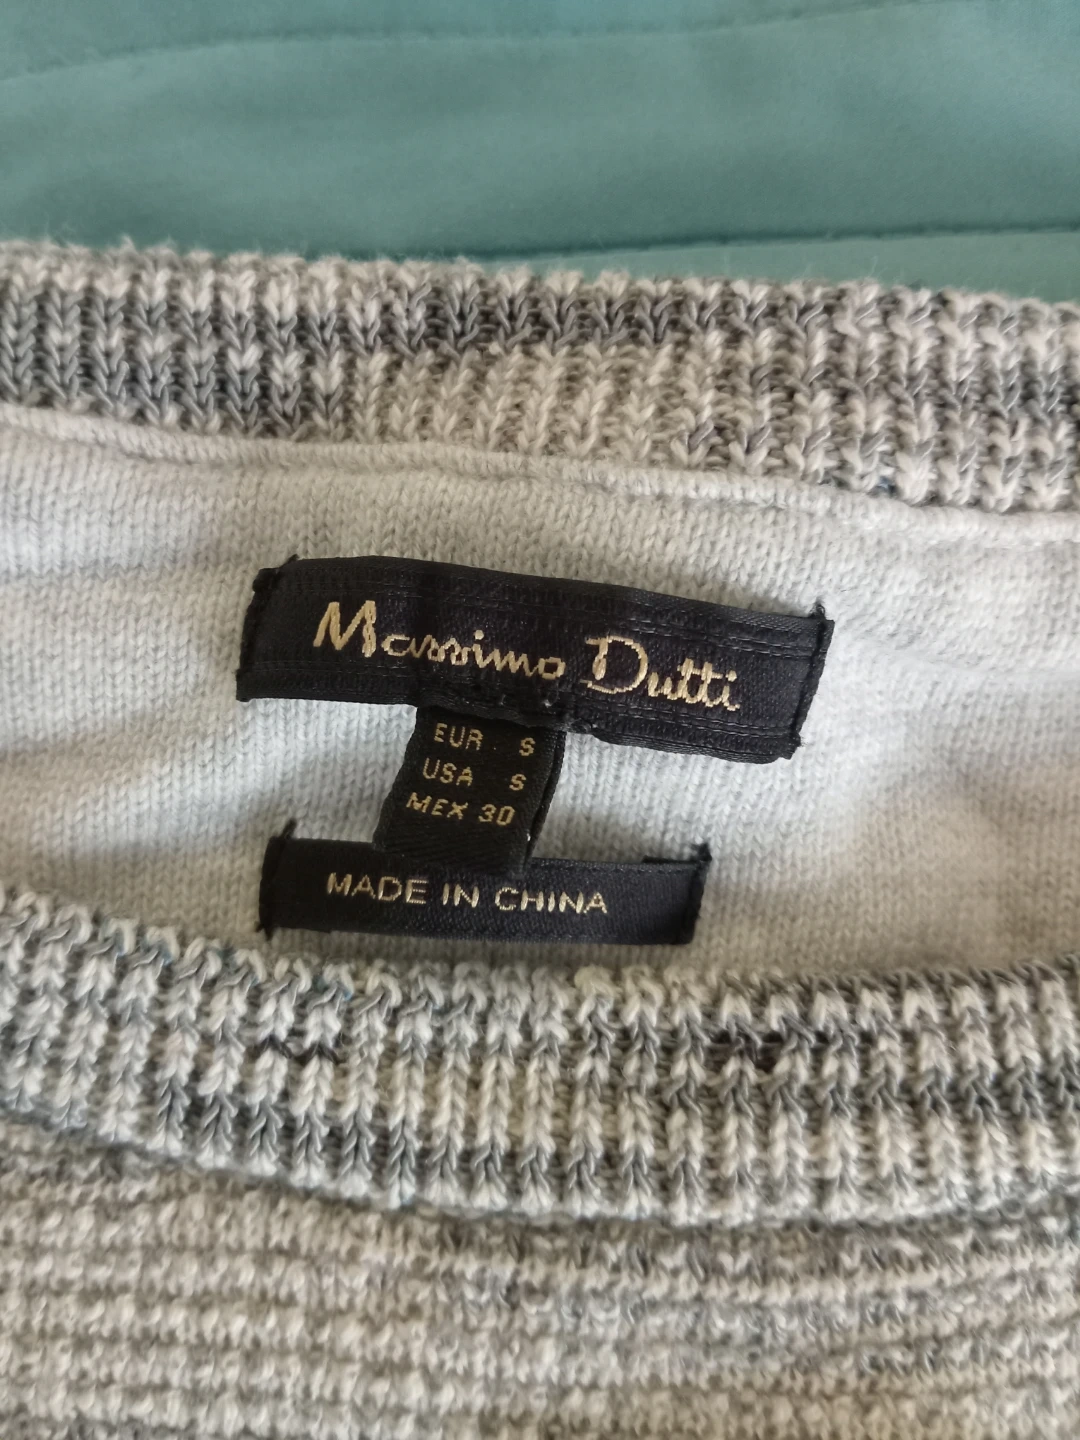 Massimo Dutti
EUR S
USA S
MEX 30
MADE IN CHINA